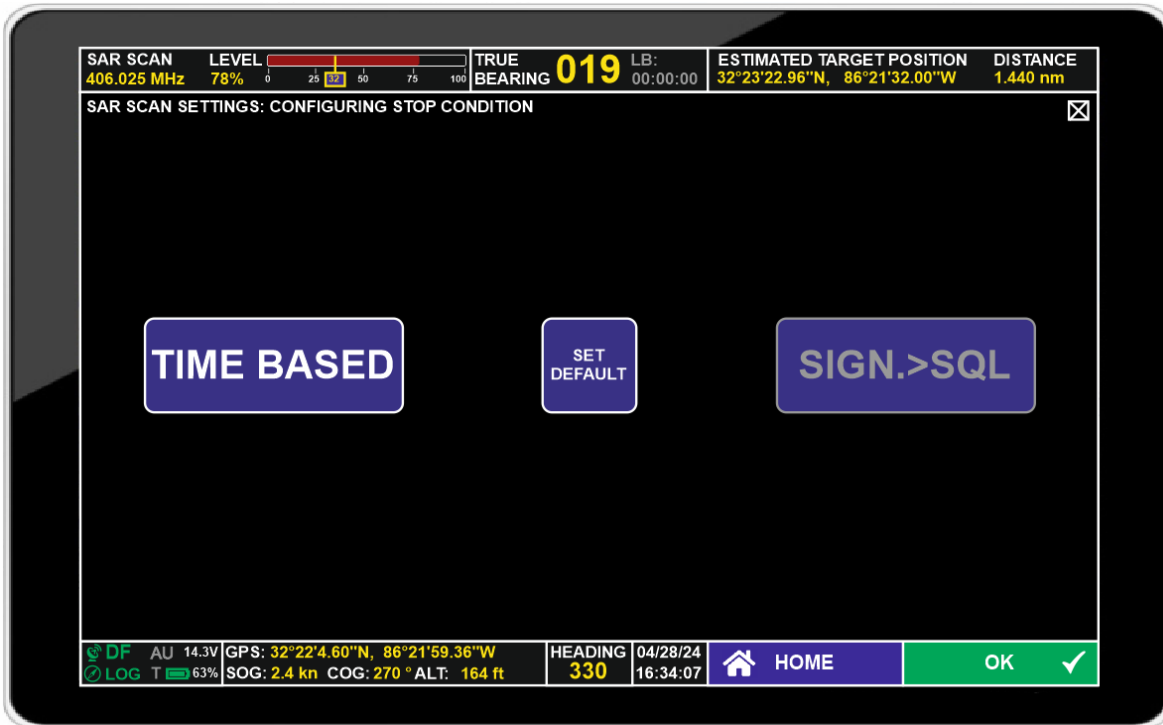 SAR SCAN LEVEL TRUE BEARING 019 LB: 00:00:00 ESTIMATED TARGET POSITION DISTANCE
406.025 MHz 78% 0 25 32 50 75 100 32°23'22.96"N, 86°21'32.00"W 1.440 nm
SAR SCAN SETTINGS: CONFIGURING STOP CONDITION
TIME BASED
SET
DEFAULT
SIGN.>SQL
DF AU 14.3V GPS: 32°22'4.60"N, 86°21'59.36"W HEADING 04/28/24
LOG T 63% SOG: 2.4 kn COG: 270 ° ALT: 164 ft 330 16:34:07
HOME
OK